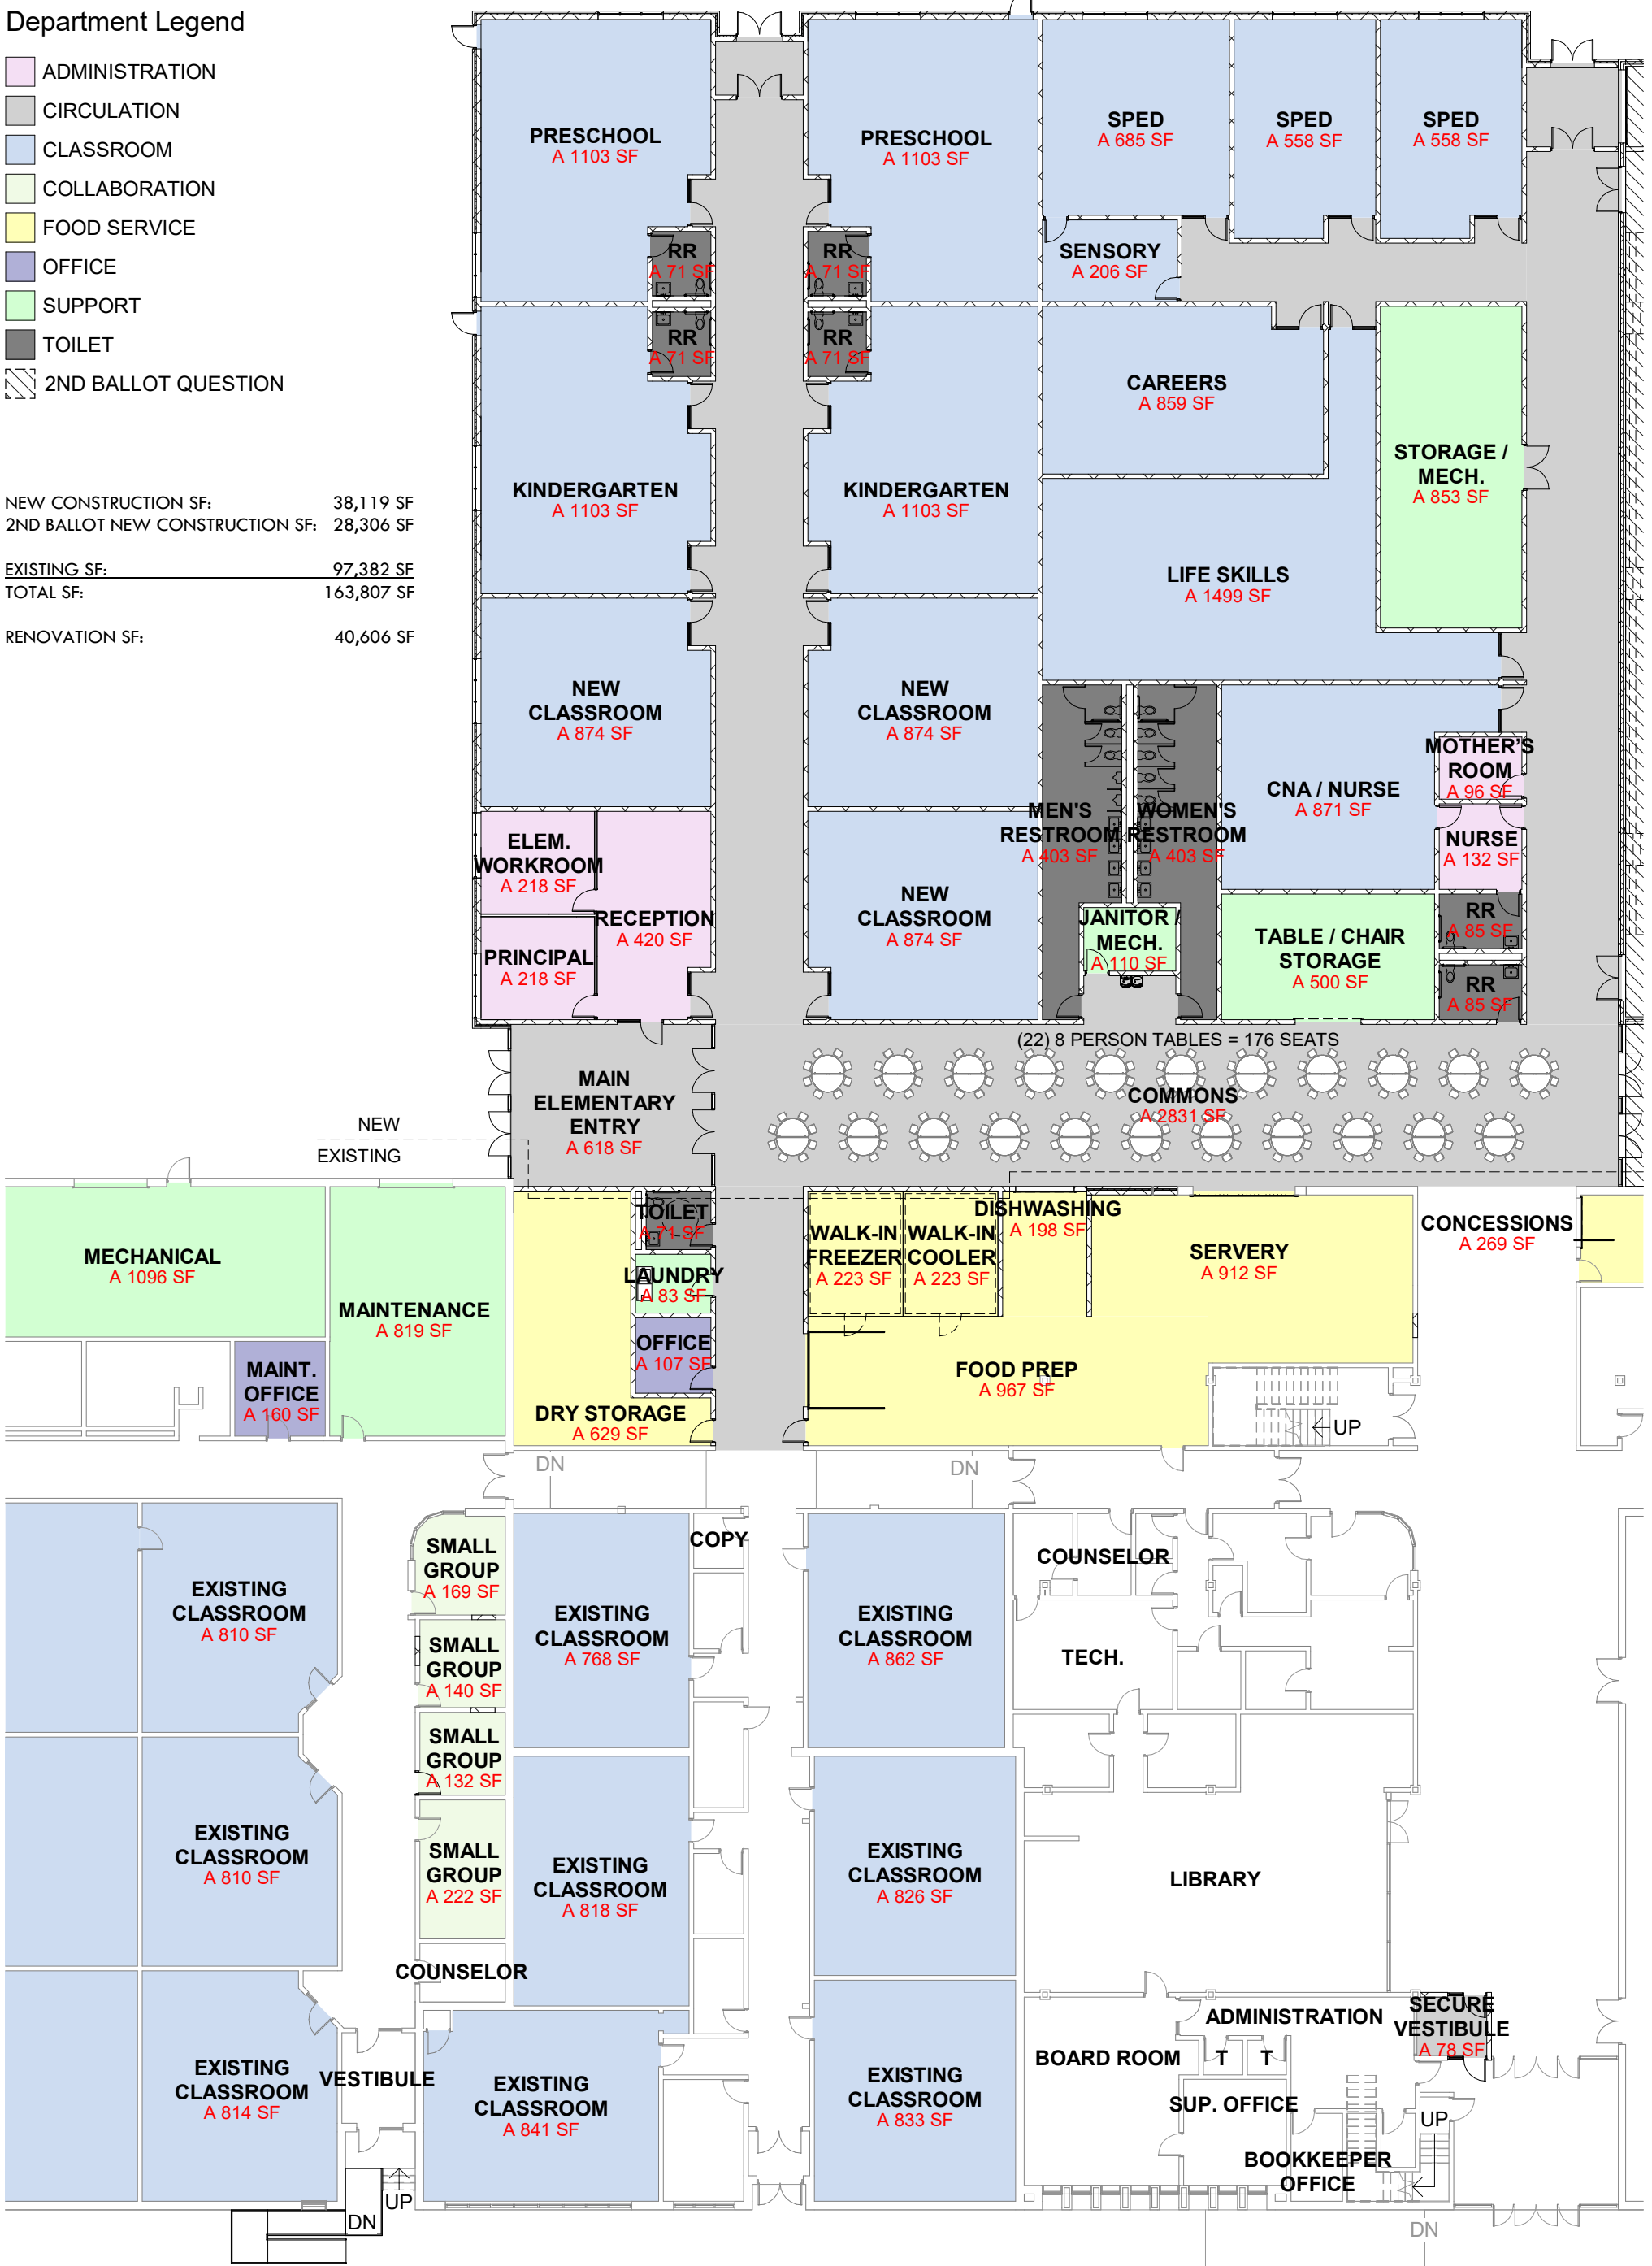 Department Legend
ADMINISTRATION
CIRCULATION
CLASSROOM
COLLABORATION
FOOD SERVICE
OFFICE
SUPPORT
TOILET
2ND BALLOT QUESTION
NEW CONSTRUCTION SF: 38,119 SF
2ND BALLOT NEW CONSTRUCTION SF: 28,306 SF
EXISTING SF: 97,382 SF
TOTAL SF: 163,807 SF
RENOVATION SF: 40,606 SF
PRESCHOOL
A 1103 SF
PRESCHOOL
A 1103 SF
SPED
A 685 SF
SPED
A 558 SF
SPED
A 558 SF
RR
A 71 SF
RR
A 71 SF
SENSORY
A 206 SF
RR
A 71 SF
RR
A 71 SF
CAREERS
A 859 SF
KINDERGARTEN
A 1103 SF
KINDERGARTEN
A 1103 SF
STORAGE /
MECH.
A 853 SF
LIFE SKILLS
A 1499 SF
NEW
CLASSROOM
A 874 SF
NEW
CLASSROOM
A 874 SF
MOTHER'S
ROOM
A 96 SF
CNA / NURSE
A 871 SF
MEN'S
RESTROOM
A 403 SF
WOMEN'S
RESTROOM
A 403 SF
NURSE
A 132 SF
ELEM.
WORKROOM
A 218 SF
RECEPTION
A 420 SF
PRINCIPAL
A 218 SF
NEW
CLASSROOM
A 874 SF
JANITOR /
MECH.
A 110 SF
TABLE / CHAIR
STORAGE
A 500 SF
RR
A 85 SF
RR
A 85 SF
(22) 8 PERSON TABLES = 176 SEATS
MAIN
ELEMENTARY
ENTRY
A 618 SF
COMMONS
A 2831 SF
NEW
EXISTING
MECHANICAL
A 1096 SF
MAINTENANCE
A 819 SF
MAINT.
OFFICE
A 160 SF
TOILET
A 71 SF
LAUNDRY
A 83 SF
OFFICE
A 107 SF
DRY STORAGE
A 629 SF
WALK-IN
FREEZER
A 223 SF
WALK-IN
COOLER
A 223 SF
DISHWASHING
A 198 SF
SERVERY
A 912 SF
CONCESSIONS
A 269 SF
FOOD PREP
A 967 SF
UP
DN
DN
EXISTING
CLASSROOM
A 810 SF
SMALL
GROUP
A 169 SF
SMALL
GROUP
A 140 SF
SMALL
GROUP
A 132 SF
SMALL
GROUP
A 222 SF
EXISTING
CLASSROOM
A 768 SF
COPY
EXISTING
CLASSROOM
A 862 SF
COUNSELOR
TECH.
EXISTING
CLASSROOM
A 810 SF
EXISTING
CLASSROOM
A 818 SF
EXISTING
CLASSROOM
A 826 SF
LIBRARY
COUNSELOR
EXISTING
CLASSROOM
A 814 SF
VESTIBULE
EXISTING
CLASSROOM
A 841 SF
EXISTING
CLASSROOM
A 833 SF
ADMINISTRATION
SECURE
VESTIBULE
A 78 SF
BOARD ROOM
T
T
SUP. OFFICE
UP
BOOKKEEPER
OFFICE
UP
DN
DN